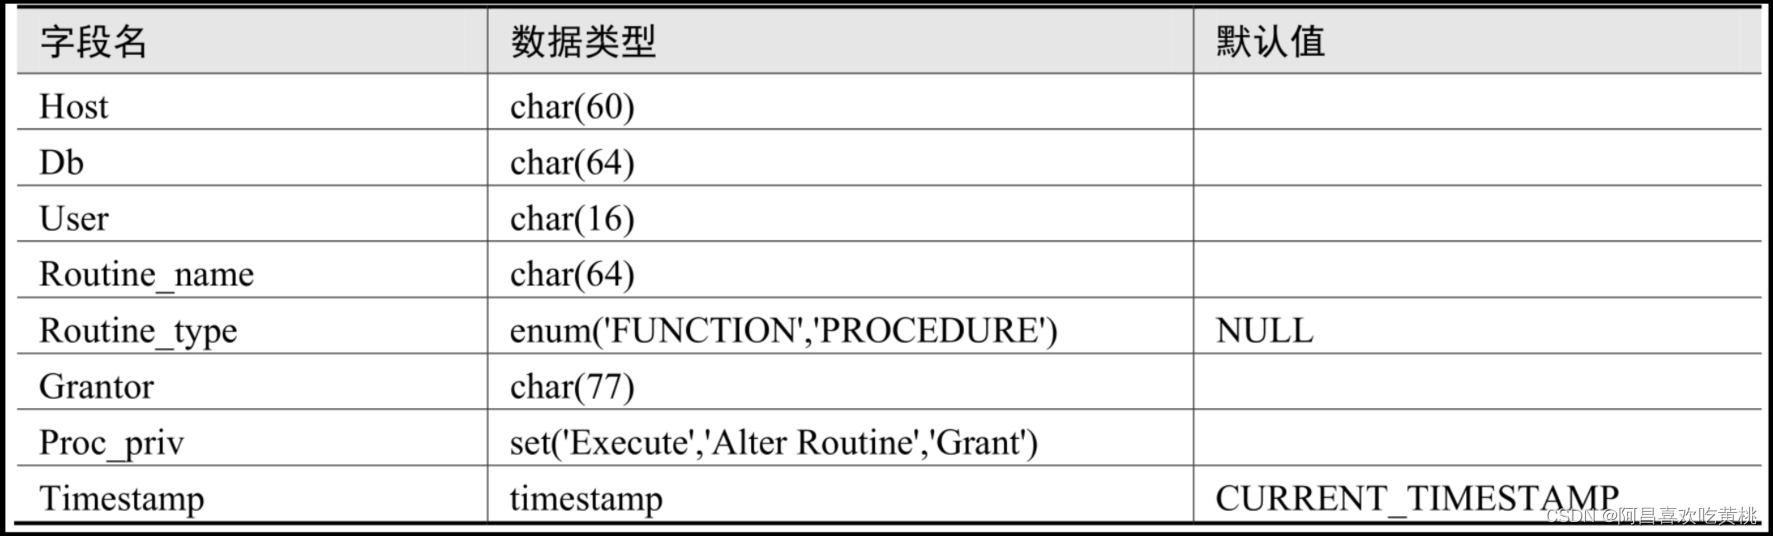 字段名 数据类型 默认值
Host char(60)
Db char(64)
User char(16)
Routine_name char(64)
Routine_type enum('FUNCTION','PROCEDURE') NULL
Grantor char(77)
Proc_priv set('Execute','Alter Routine','Grant')
Timestamp timestamp CURRENT_TIMESTAMP
CSDN @阿昌喜欢吃黄桃